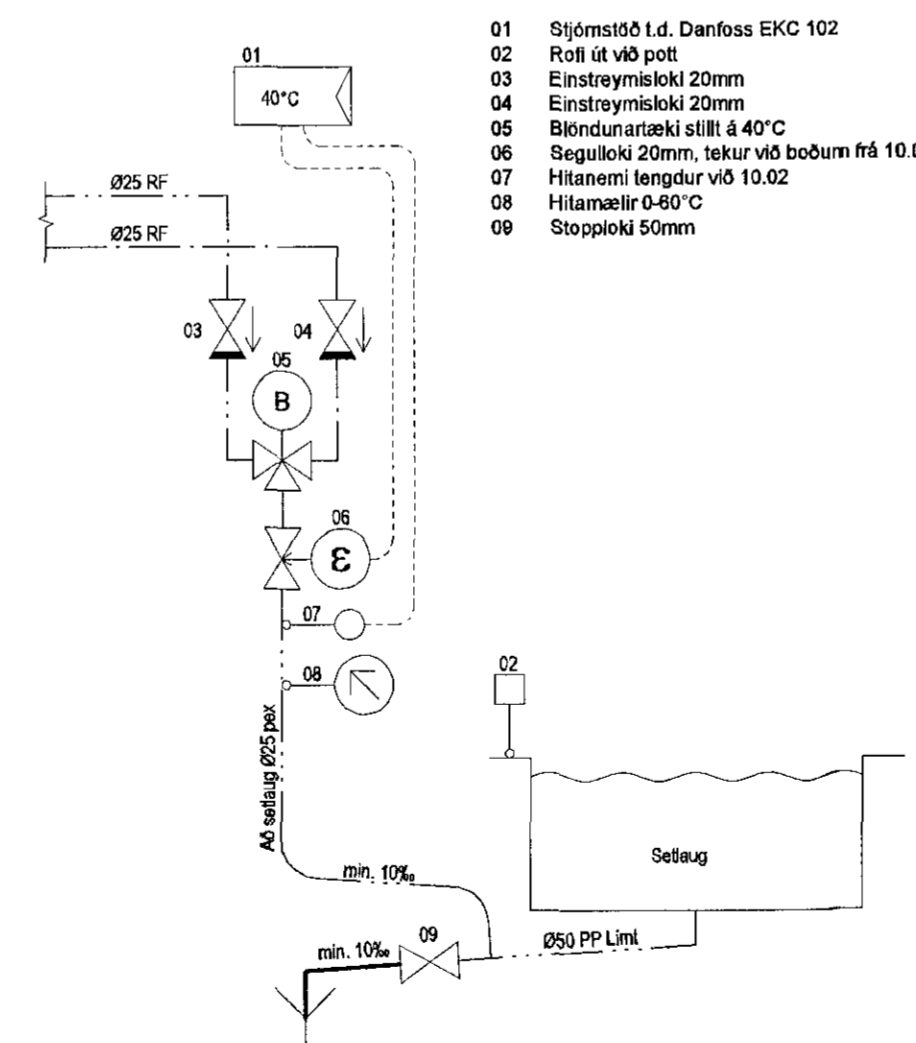 01 Stjórnstöð t.d. Danfoss EKC 102
02 Rofi út við pott
03 Einstreymisloki 20mm
04 Einstreymisloki 20mm
05 Blöndunartæki stillt á 40°C
06 Segulloki 20mm, tekur við boðum frá 10.0
07 Hitanemi tengdur við 10.02
08 Hitamælir 0-60°C
09 Stopploki 50mm
01
40°C
Ø25 RF
Ø25 RF
03
04
05
B
06
ε
07
08
02
Að setlaug Ø25 pex
Setlaug
min. 10‰
09
Ø50 PP Límt
min. 10‰